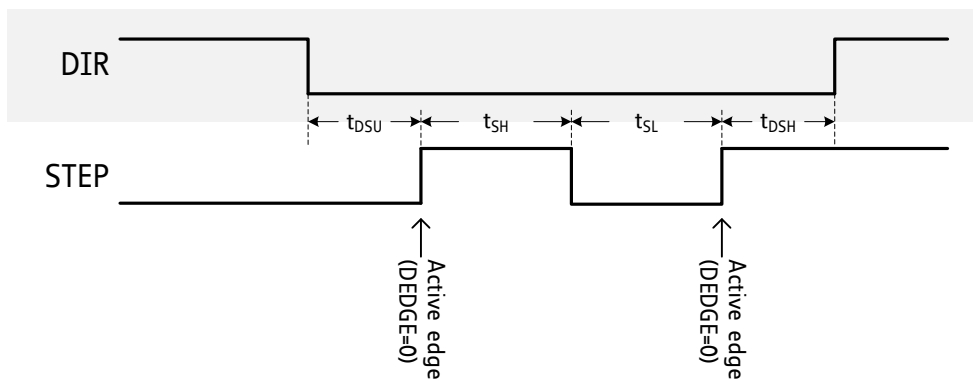 DIR
tDSU
tSH
tSL
tDSH
STEP
Active edge
(DEDGE=0)
Active edge
(DEDGE=0)